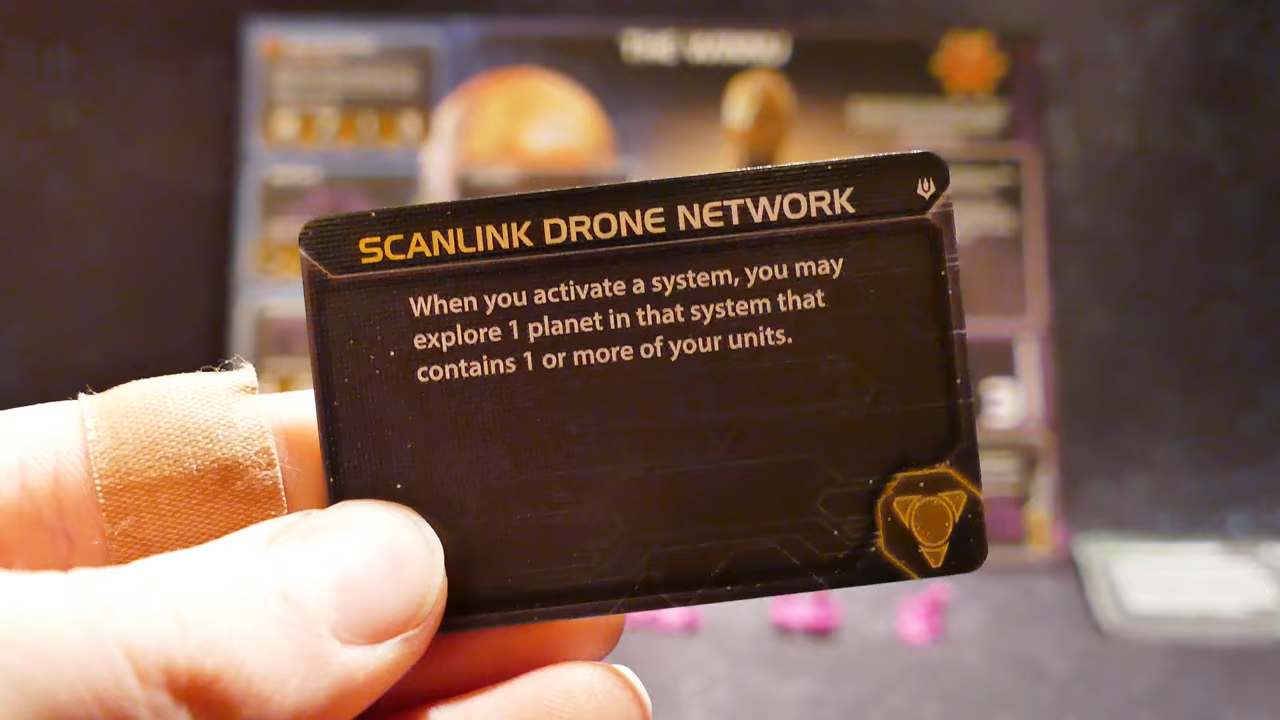 SCANLINK DRONE NETWORK
When you activate a system, you may
explore 1 planet in that system that
contains 1 or more of your units.